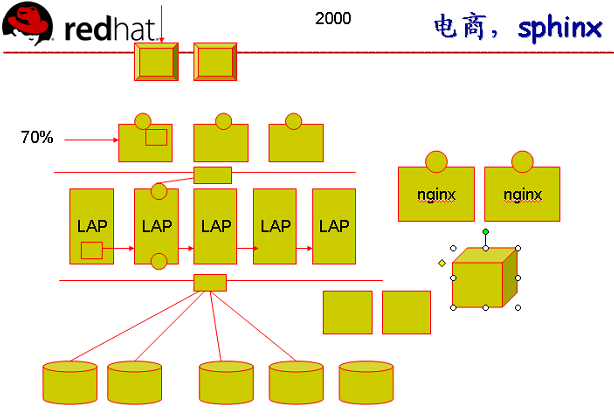 redhat.
2000
电商，sphinx
70%
LAP
LAP
LAP
LAP
LAP
nginx
nginx